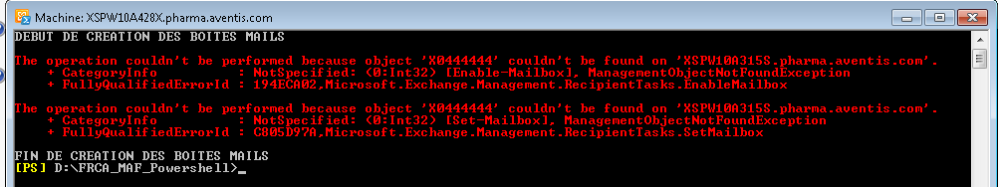 Machine: XSPW10A428X.pharma.aventis.com
DEBUT DE CREATION DES BOITES MAILS
The operation couldn't be performed because object 'X0444444' couldn't be found on 'XSPW10A315S.pharma.aventis.com'.
+ CategoryInfo : NotSpecified: (0:Int32) [Enable-Mailbox], ManagementObjectNotFoundException
+ FullyQualifiedErrorId : 194ECA02,Microsoft.Exchange.Management.RecipientTasks.EnableMailbox
The operation couldn't be performed because object 'X0444444' couldn't be found on 'XSPW10A315S.pharma.aventis.com'.
+ CategoryInfo : NotSpecified: (0:Int32) [Set-Mailbox], ManagementObjectNotFoundException
+ FullyQualifiedErrorId : C805D97A,Microsoft.Exchange.Management.RecipientTasks.SetMailbox
FIN DE CREATION DES BOITES MAILS
[PS] D:\FRCA_MAF_Powershell>_